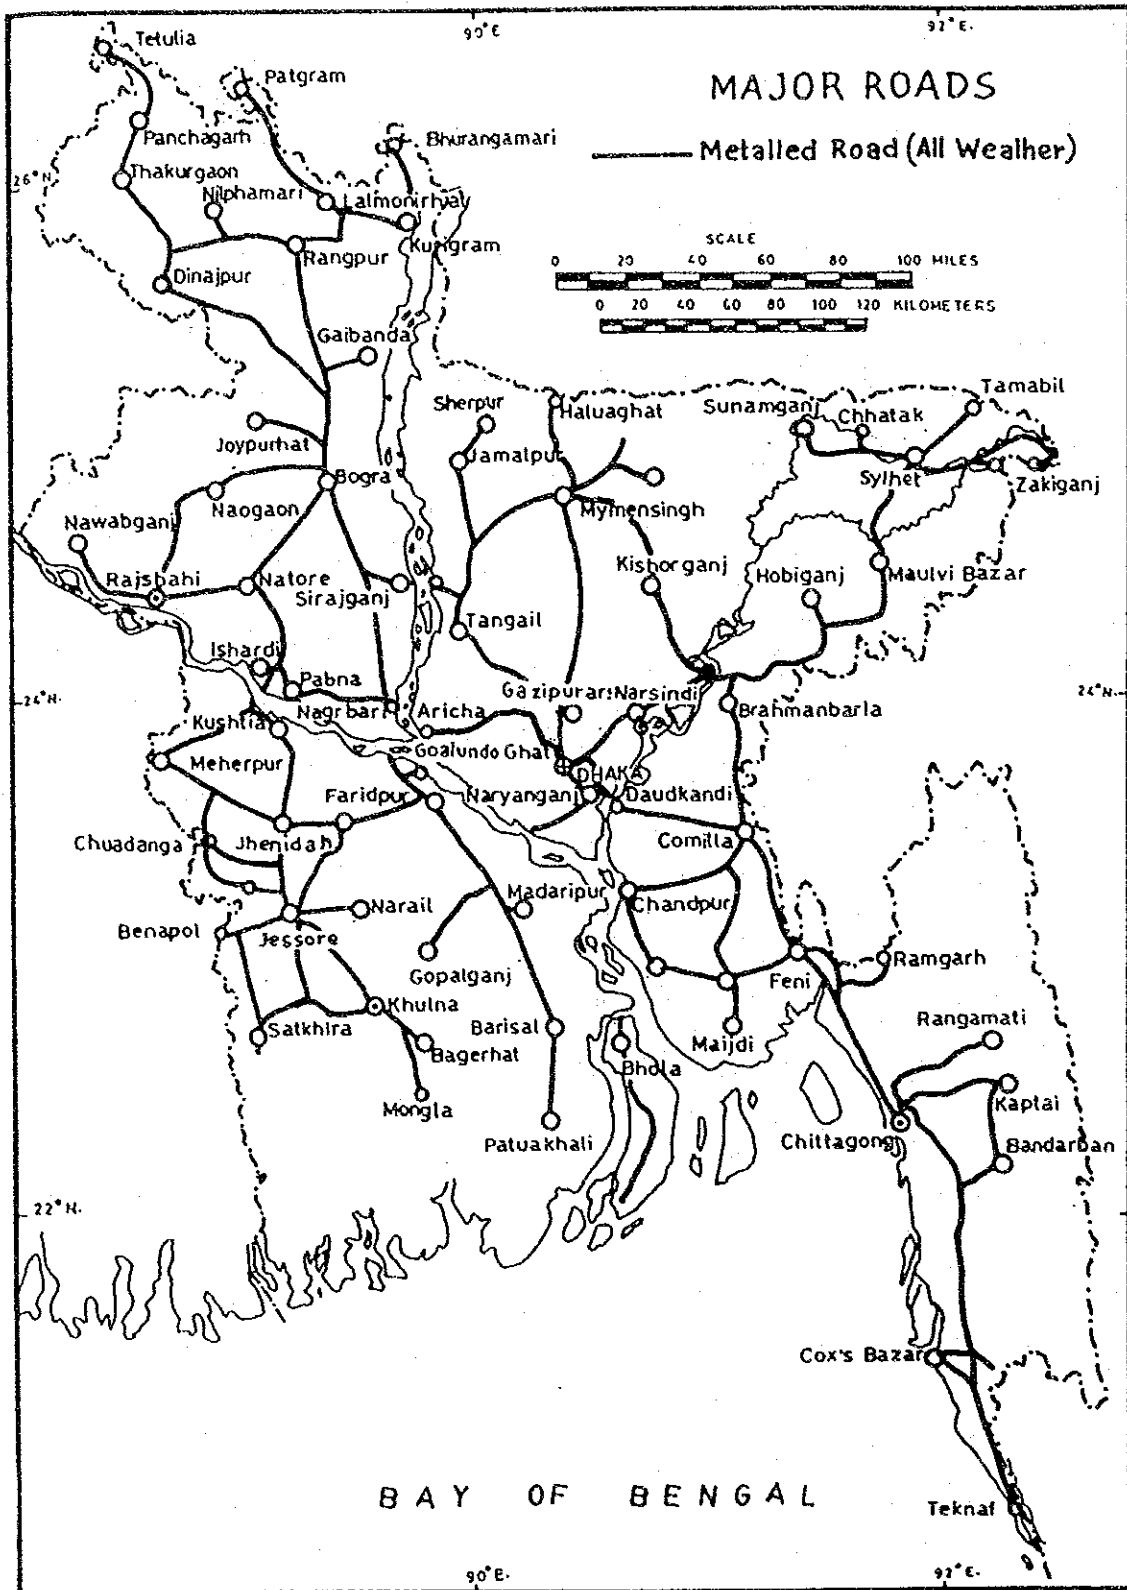 90°E
92°E.
Tetulia
Patgram
MAJOR ROADS
Panchagarh
Bhurangamari
Metalled Road (All Wealher)
26°N.
Thakurgaon
Nilphamari
Lalmonirhat
Kurigram
Rangpur
Dinajpur
SCALE
0 20 40 60 80 100 MILES
0 20 40 60 80 100 120 KILOMETERS
Gaibanda
Sherpur
Haluaghat
Sunamganj
Chhatak
Tamabil
Joypurhat
Jamalpur
Bogra
Sylhet
Zakiganj
Naogaon
Mymensingh
Nawabganj
Kishorganj
Hobiganj
Maulvi Bazar
Rajshahi
Natore
Sirajganj
Tangail
Ishardi
Pabna
24°N.
Nagrbari
Aricha
Narsindi
24°N.
Brahmanbarla
Kushtia
Goalundo Ghat
Meherpur
DHAKA
Faridpur
Naryanganj
Daudkandi
Chuadanga
Jhenidah
Comilla
Madaripur
Chandpur
Narail
Benapol
Jessore
Gopalganj
Feni
Ramgarh
Khulna
Satkhira
Barisal
Maijdi
Rangamati
Bagerhat
Bhola
Kaptai
Mongla
Patuakhali
Chittagong
Bandarban
22°N.
Cox's Bazar
BAY OF BENGAL
Teknaf
90°E.
92°E.